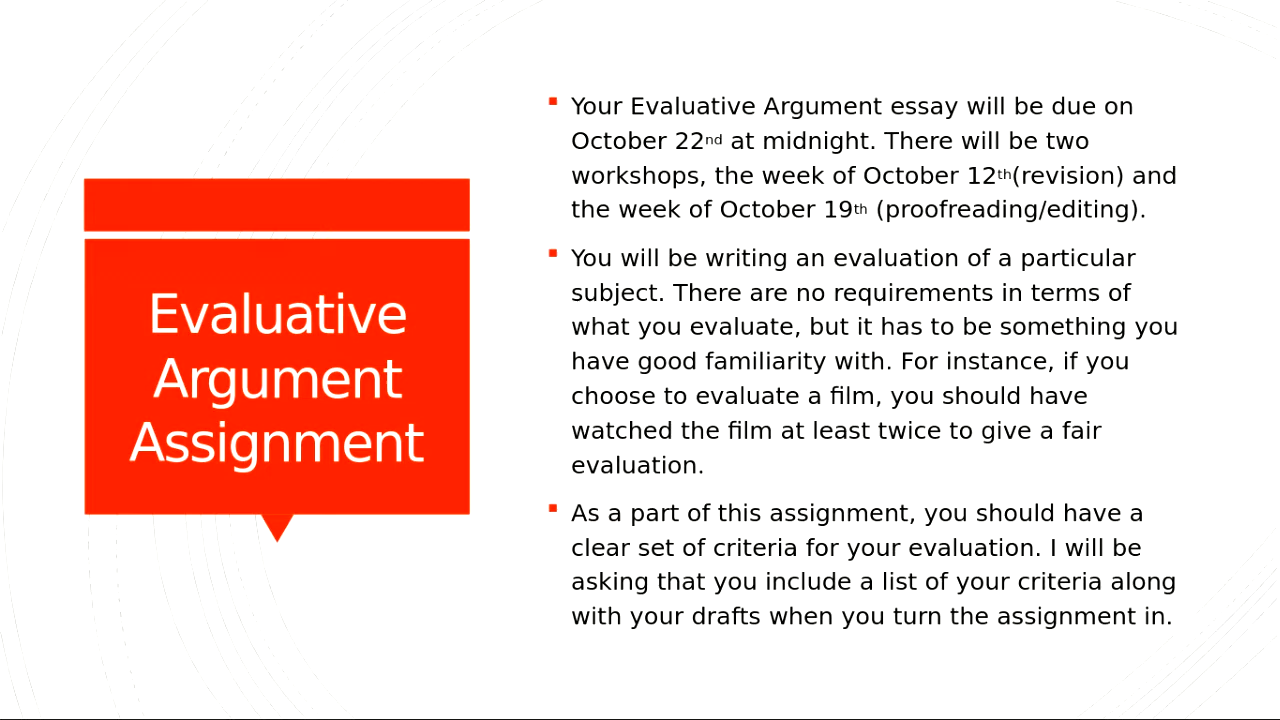 Evaluative
Argument
Assignment
▪ Your Evaluative Argument essay will be due on
October 22nd at midnight. There will be two
workshops, the week of October 12th(revision) and
the week of October 19th (proofreading/editing).
▪ You will be writing an evaluation of a particular
subject. There are no requirements in terms of
what you evaluate, but it has to be something you
have good familiarity with. For instance, if you
choose to evaluate a film, you should have
watched the film at least twice to give a fair
evaluation.
▪ As a part of this assignment, you should have a
clear set of criteria for your evaluation. I will be
asking that you include a list of your criteria along
with your drafts when you turn the assignment in.